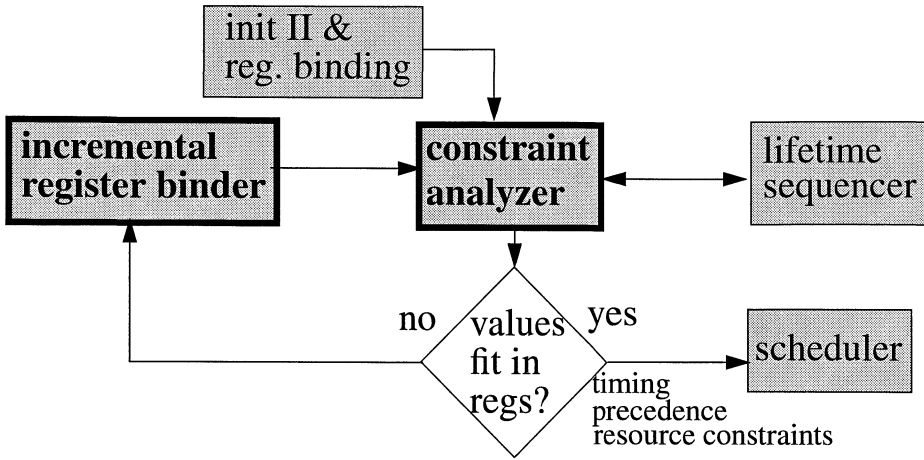 init II &
reg. binding
incremental
register binder
constraint
analyzer
lifetime
sequencer
no
values
fit in
regs?
yes
scheduler
timing
precedence
resource constraints